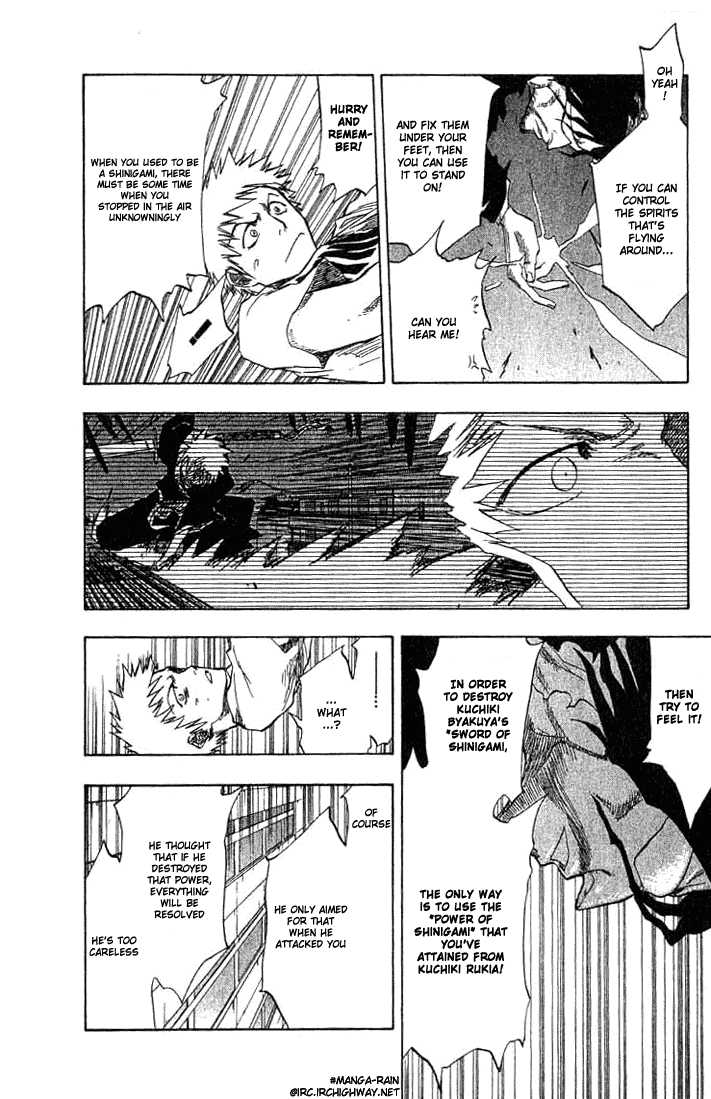 OH
YEAH
!
IF YOU CAN
CONTROL
THE SPIRITS
THAT'S
FLYING
AROUND...
AND FIX THEM
UNDER YOUR
FEET, THEN
YOU CAN USE
IT TO STAND
ON!
CAN YOU
HEAR ME!
HURRY
AND
REMEM-
BER!
WHEN YOU USED TO BE
A SHINIGAMI, THERE
MUST BE SOME TIME
WHEN YOU
STOPPED IN THE AIR
UNKNOWNINGLY
THEN
TRY TO
FEEL IT!
IN ORDER
TO DESTROY
KUCHIKI
BYAKUYA'S
"SWORD OF
SHINIGAMI,
THE ONLY WAY
IS TO USE THE
"POWER OF
SHINIGAMI" THAT
YOU'VE
ATTAINED FROM
KUCHIKI RUKIA!
...
WHAT
...?
OF
COURSE
HE ONLY AIMED
FOR THAT
WHEN HE
ATTACKED YOU
HE THOUGHT
THAT IF HE
DESTROYED
THAT POWER,
EVERYTHING
WILL BE
RESOLVED
HE'S TOO
CARELESS
#MANGA-RAIN
@IRC.IRCHIGHWAY.NET